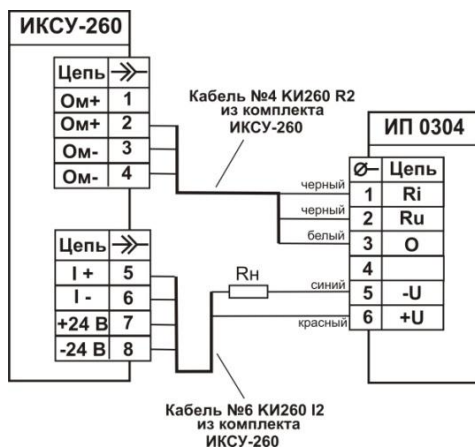 ИКСУ-260
Цепь
Ом+ 1
Ом+ 2
Ом- 3
Ом- 4
Кабель №4 КИ260 R2
из комплекта
ИКСУ-260
ИП 0304
Цепь
черный 1 Ri
черный 2 Ru
белый 3 O
4
синий 5 -U
красный 6 +U
Цепь
I + 5
I - 6
+24 В 7
-24 В 8
Rн
Кабель №6 КИ260 I2
из комплекта
ИКСУ-260